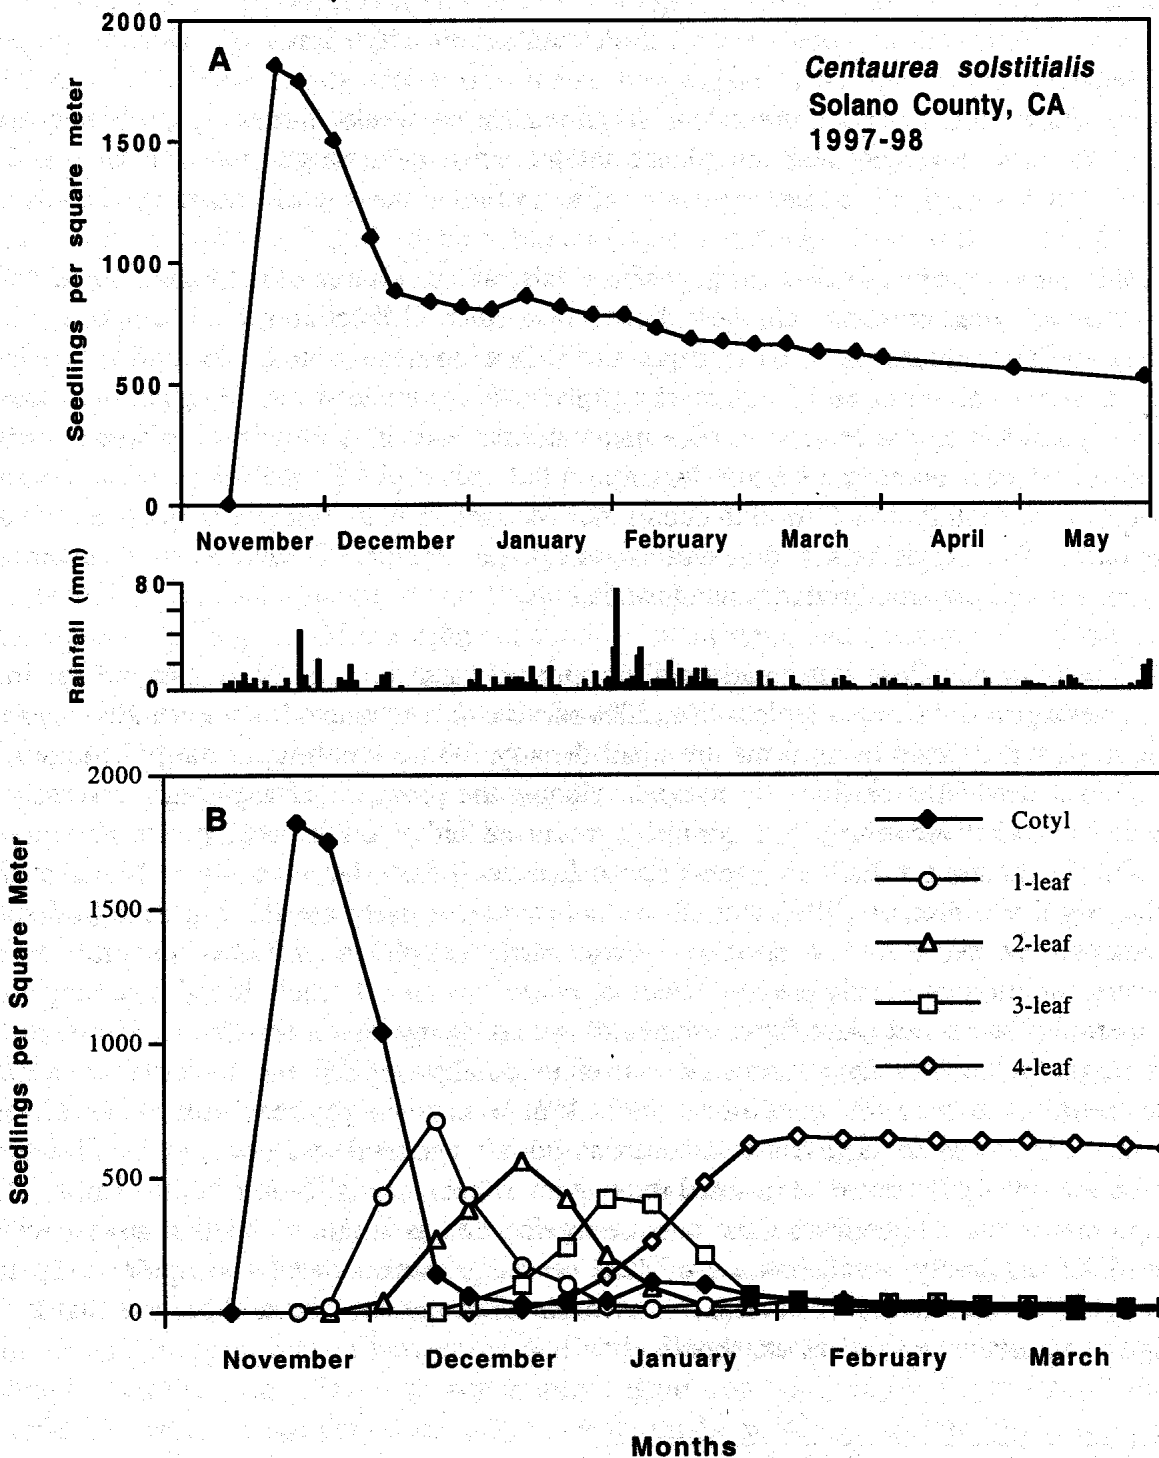 2000
A
Centaurea solstitialis
Solano County, CA
1997-98
1500
1000
500
0
Seedlings per square meter
November December January February March April May
80
0
Rainfall (mm)
2000
B
Cotyl
1-leaf
2-leaf
3-leaf
4-leaf
1500
1000
500
0
Seedlings per Square Meter
November December January February March
Months